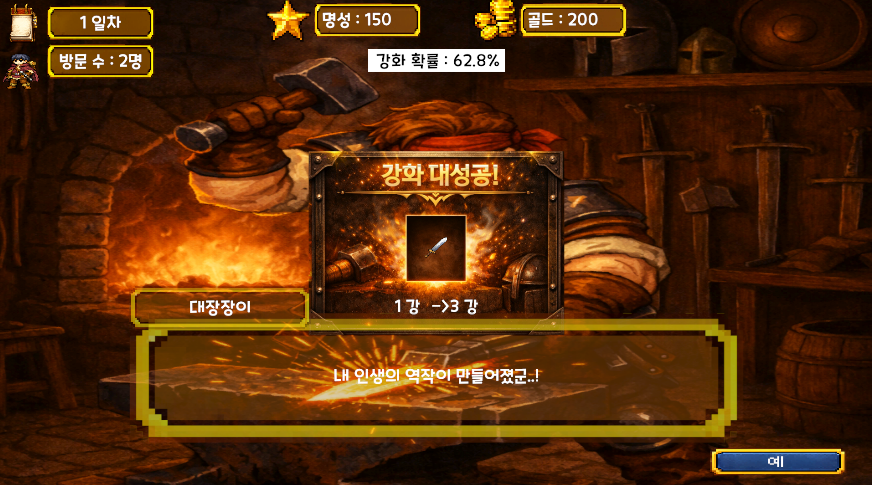 1일차
명성 : 150
골드 : 200
방문 수 : 2명
강화 확률 : 62.8%
강화 대성공!
1강 ->3 강
대장장이
내 인생의 역작이 만들어졌군..!
예